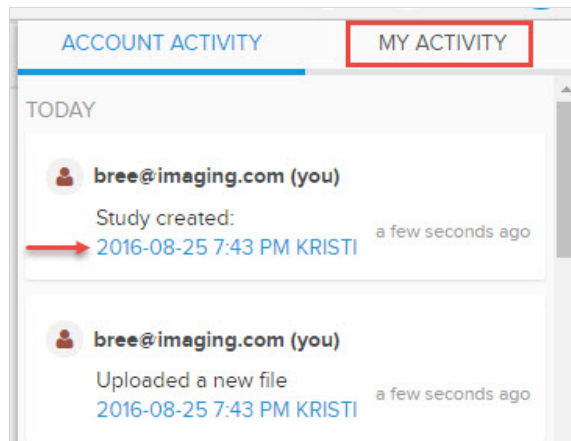 ACCOUNT ACTIVITY MY ACTIVITY
TODAY
bree@imaging.com (you)
Study created:
2016-08-25 7:43 PM KRISTI
a few seconds ago
bree@imaging.com (you)
Uploaded a new file
2016-08-25 7:43 PM KRISTI
a few seconds ago